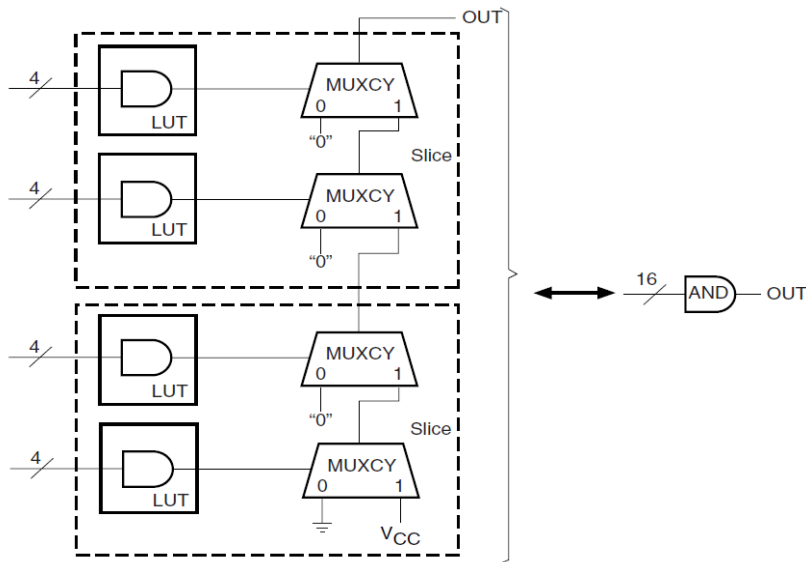 OUT
4
MUXCY
0 1
LUT
“0”
Slice
4
MUXCY
0 1
LUT
“0”
16
AND
OUT
4
MUXCY
0 1
LUT
“0”
Slice
4
MUXCY
0 1
LUT
VCC